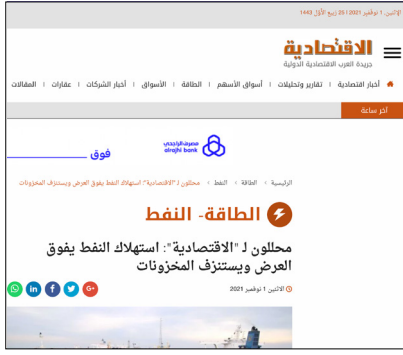 الإثنين, 1 نوفمبر 2021 | 25 ربيع الأول 1443
الاقتصادية
جريدة العرب الاقتصادية الدولية
أخبار اقتصادية | تقارير وتحليلات | أسواق الأسهم | الطاقة | الأسواق | أخبار الشركات | عقارات | المقالات
آخر ساعة
مصرف الراجحي
alrajhi bank
فوق
الرئيسية › الطاقة › النفط › محللون لـ "الاقتصادية": استهلاك النفط يفوق العرض ويستنزف المخزونات
الطاقة- النفط
محللون لـ "الاقتصادية": استهلاك النفط يفوق
العرض ويستنزف المخزونات
الاثنين 1 نوفمبر 2021